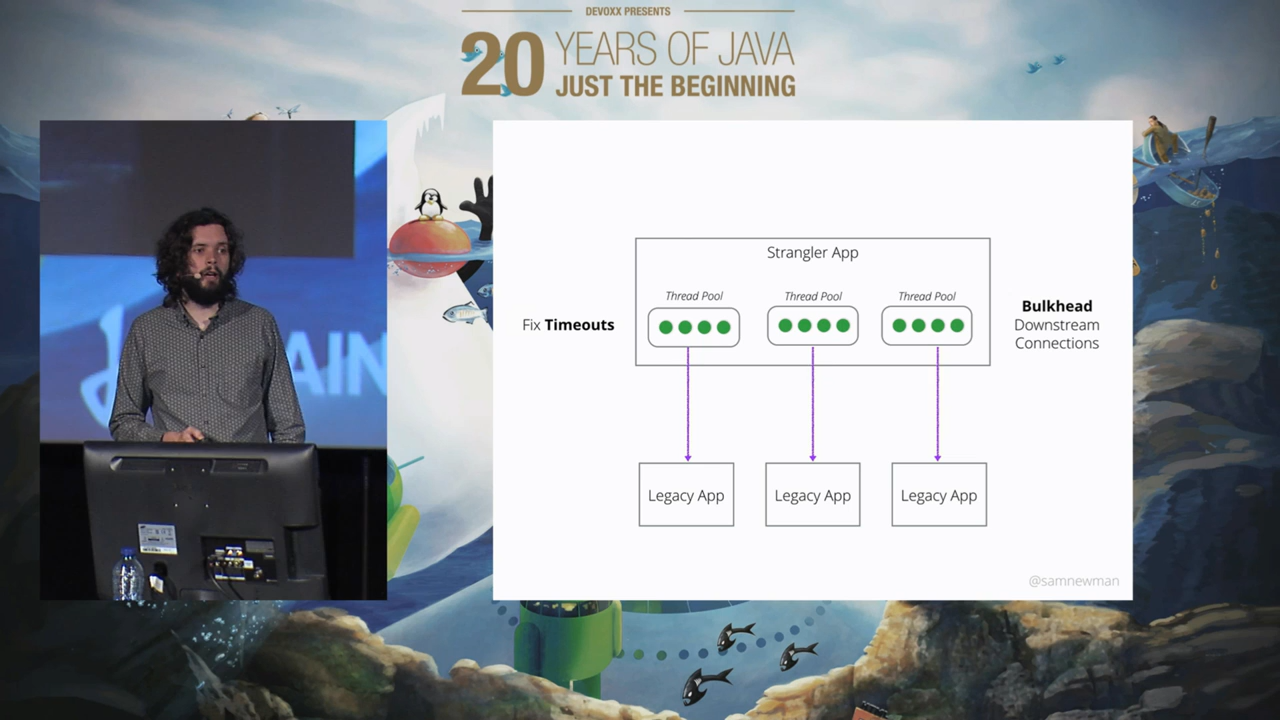 DEVOXX PRESENTS
20 YEARS OF JAVA
JUST THE BEGINNING
AIN
Strangler App
Thread Pool Thread Pool Thread Pool
Fix Timeouts
Bulkhead
Downstream
Connections
Legacy App Legacy App Legacy App
@samnewman